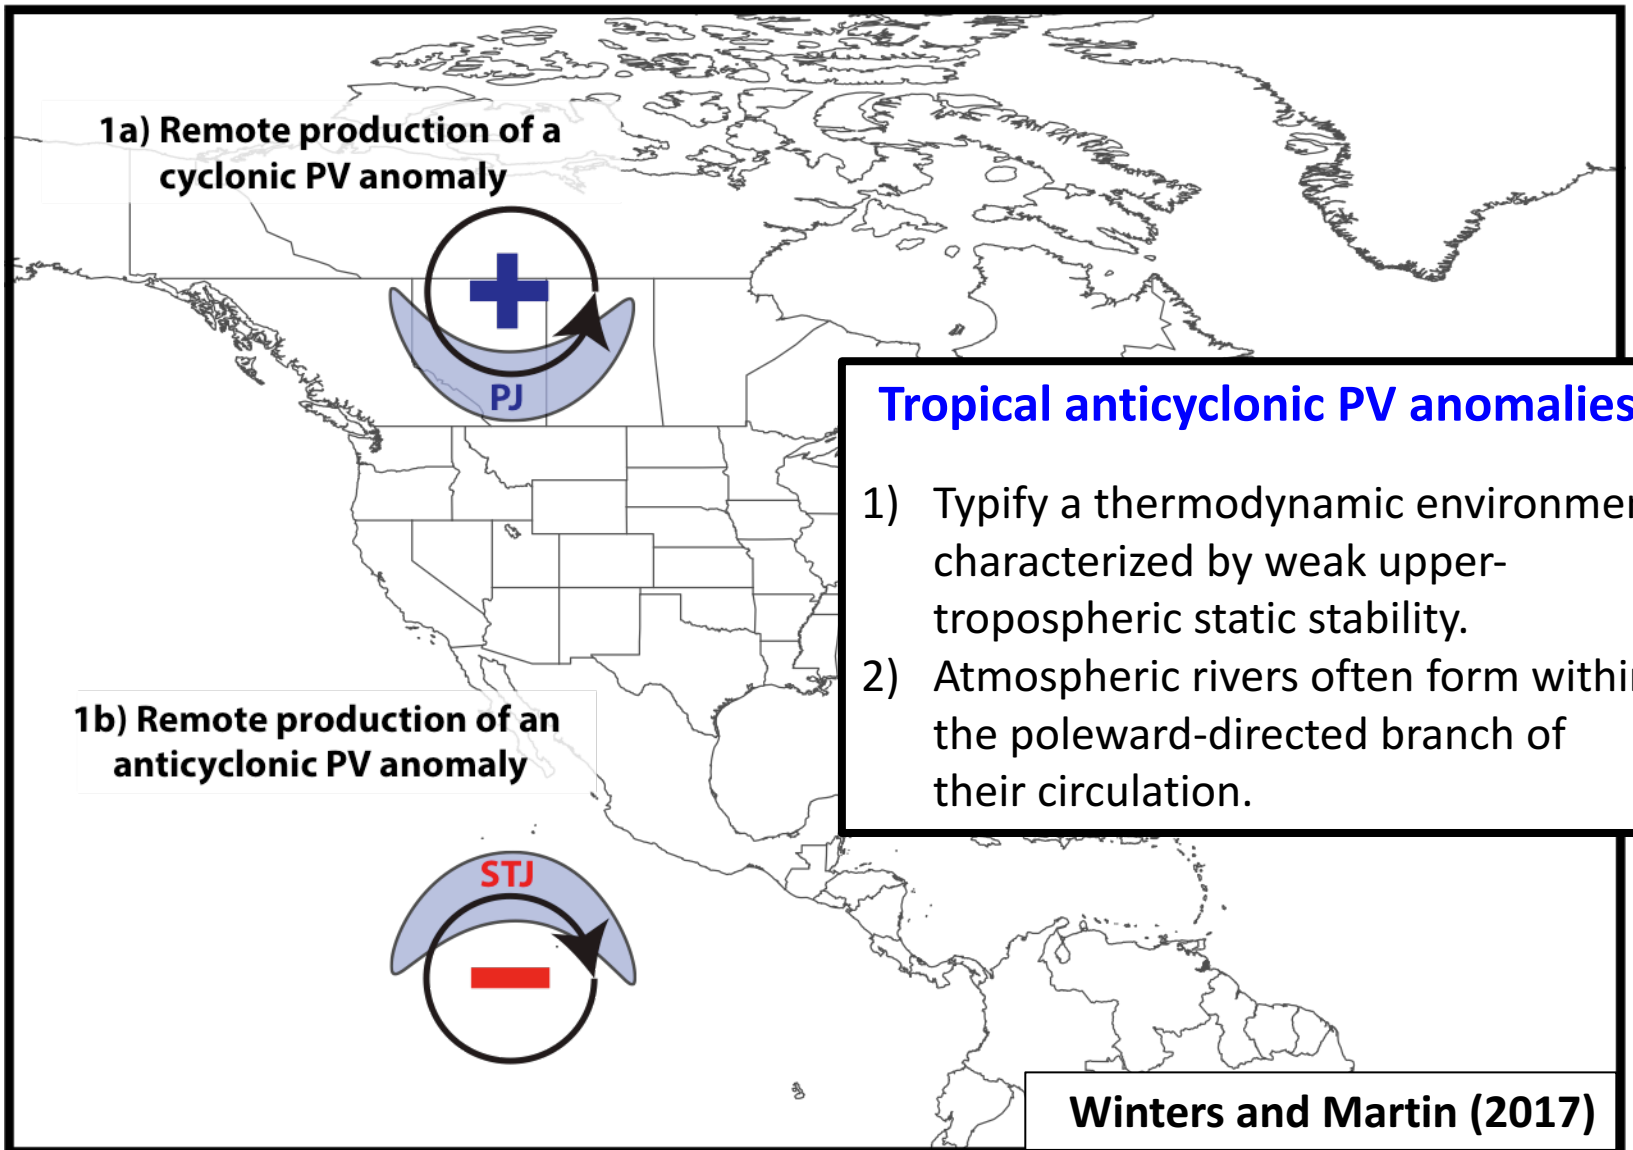 1a) Remote production of a
cyclonic PV anomaly
PJ
Tropical anticyclonic PV anomalies
1) Typify a thermodynamic environmen
characterized by weak upper-
tropospheric static stability.
2) Atmospheric rivers often form within
the poleward-directed branch of
their circulation.
1b) Remote production of an
anticyclonic PV anomaly
STJ
Winters and Martin (2017)